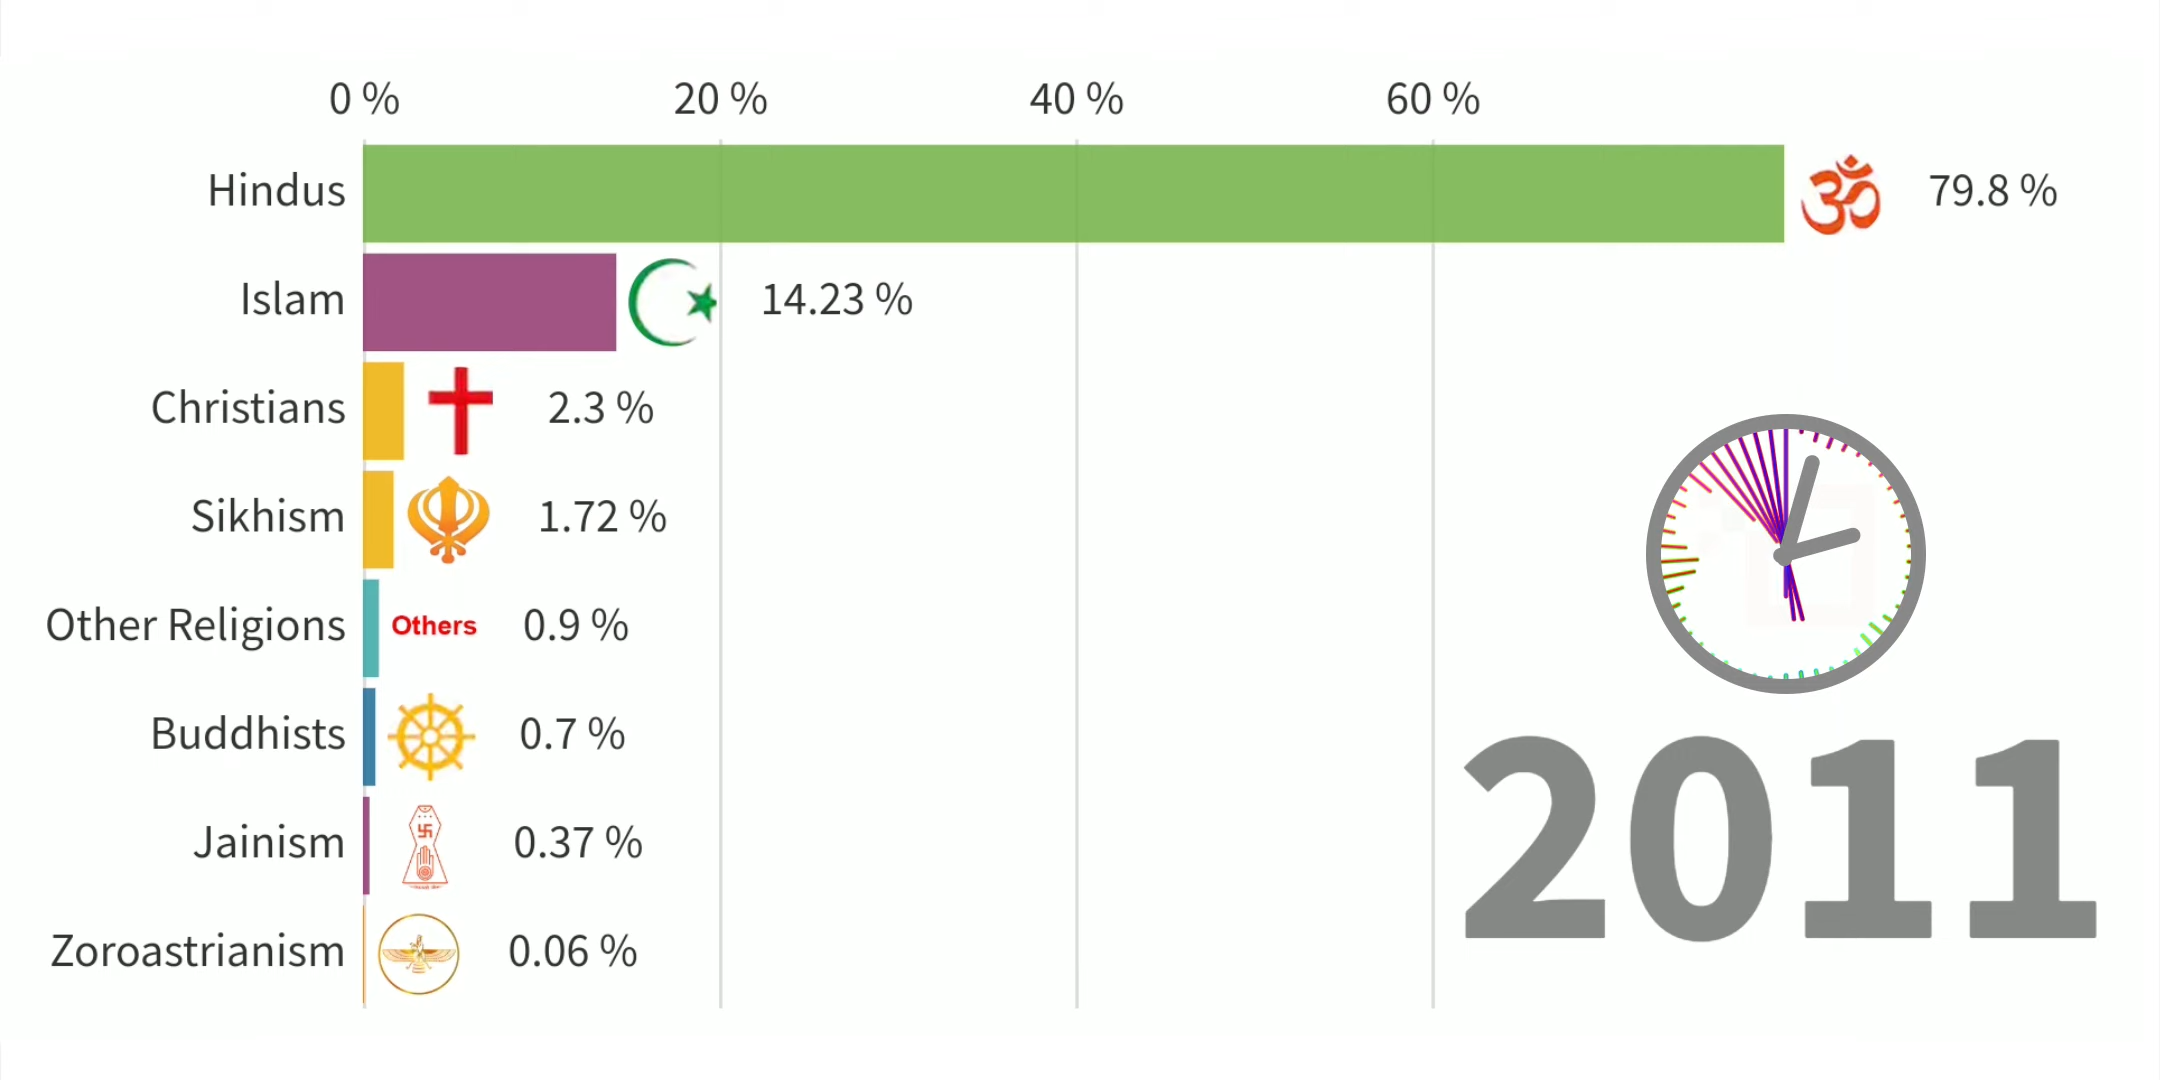 0 % 20 % 40 % 60 %
Hindus ॐ 79.8 %
Islam 14.23 %
Christians 2.3 %
Sikhism 1.72 %
Other Religions Others 0.9 %
Buddhists 0.7 %
Jainism 0.37 %
Zoroastrianism 0.06 %
2011